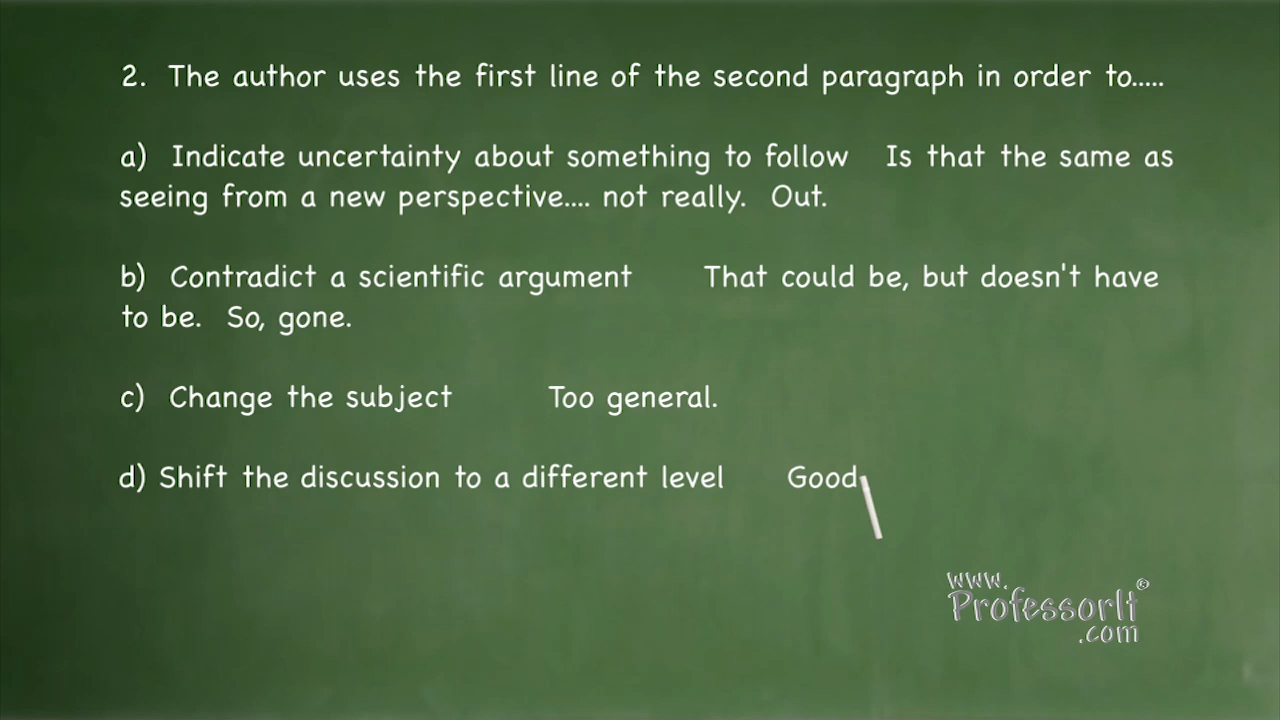 2. The author uses the first line of the second paragraph in order to.....
a) Indicate uncertainty about something to follow Is that the same as
seeing from a new perspective.... not really. Out.
b) Contradict a scientific argument That could be, but doesn't have
to be. So, gone.
c) Change the subject Too general.
d) Shift the discussion to a different level Good
www.
ProfessorIt©
.com